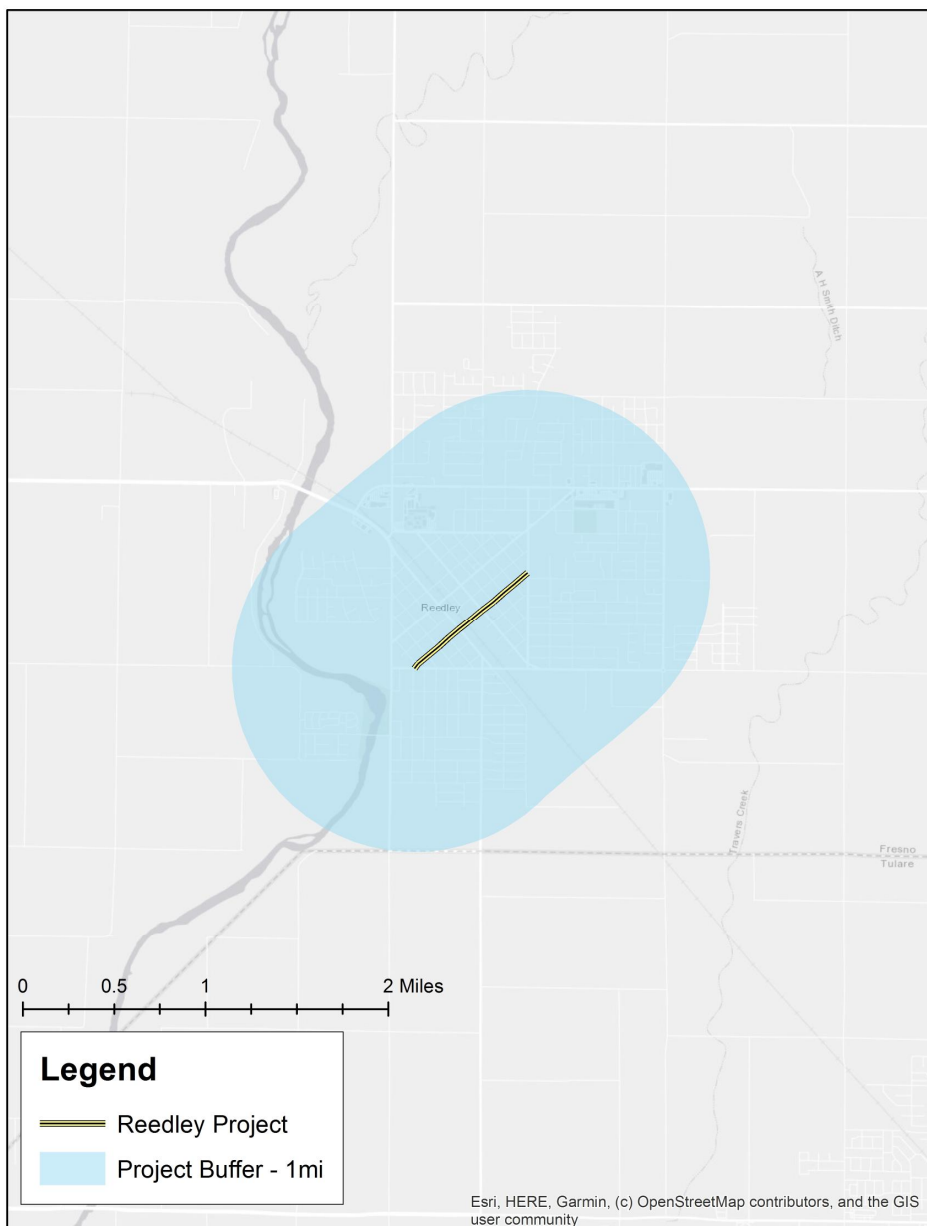 A H Smith Ditch
Reedley
Travers Creek
Fresno
Tulare
0 0.5 1 2 Miles
Legend
Reedley Project
Project Buffer - 1mi
Esri, HERE, Garmin, (c) OpenStreetMap contributors, and the GIS
user community